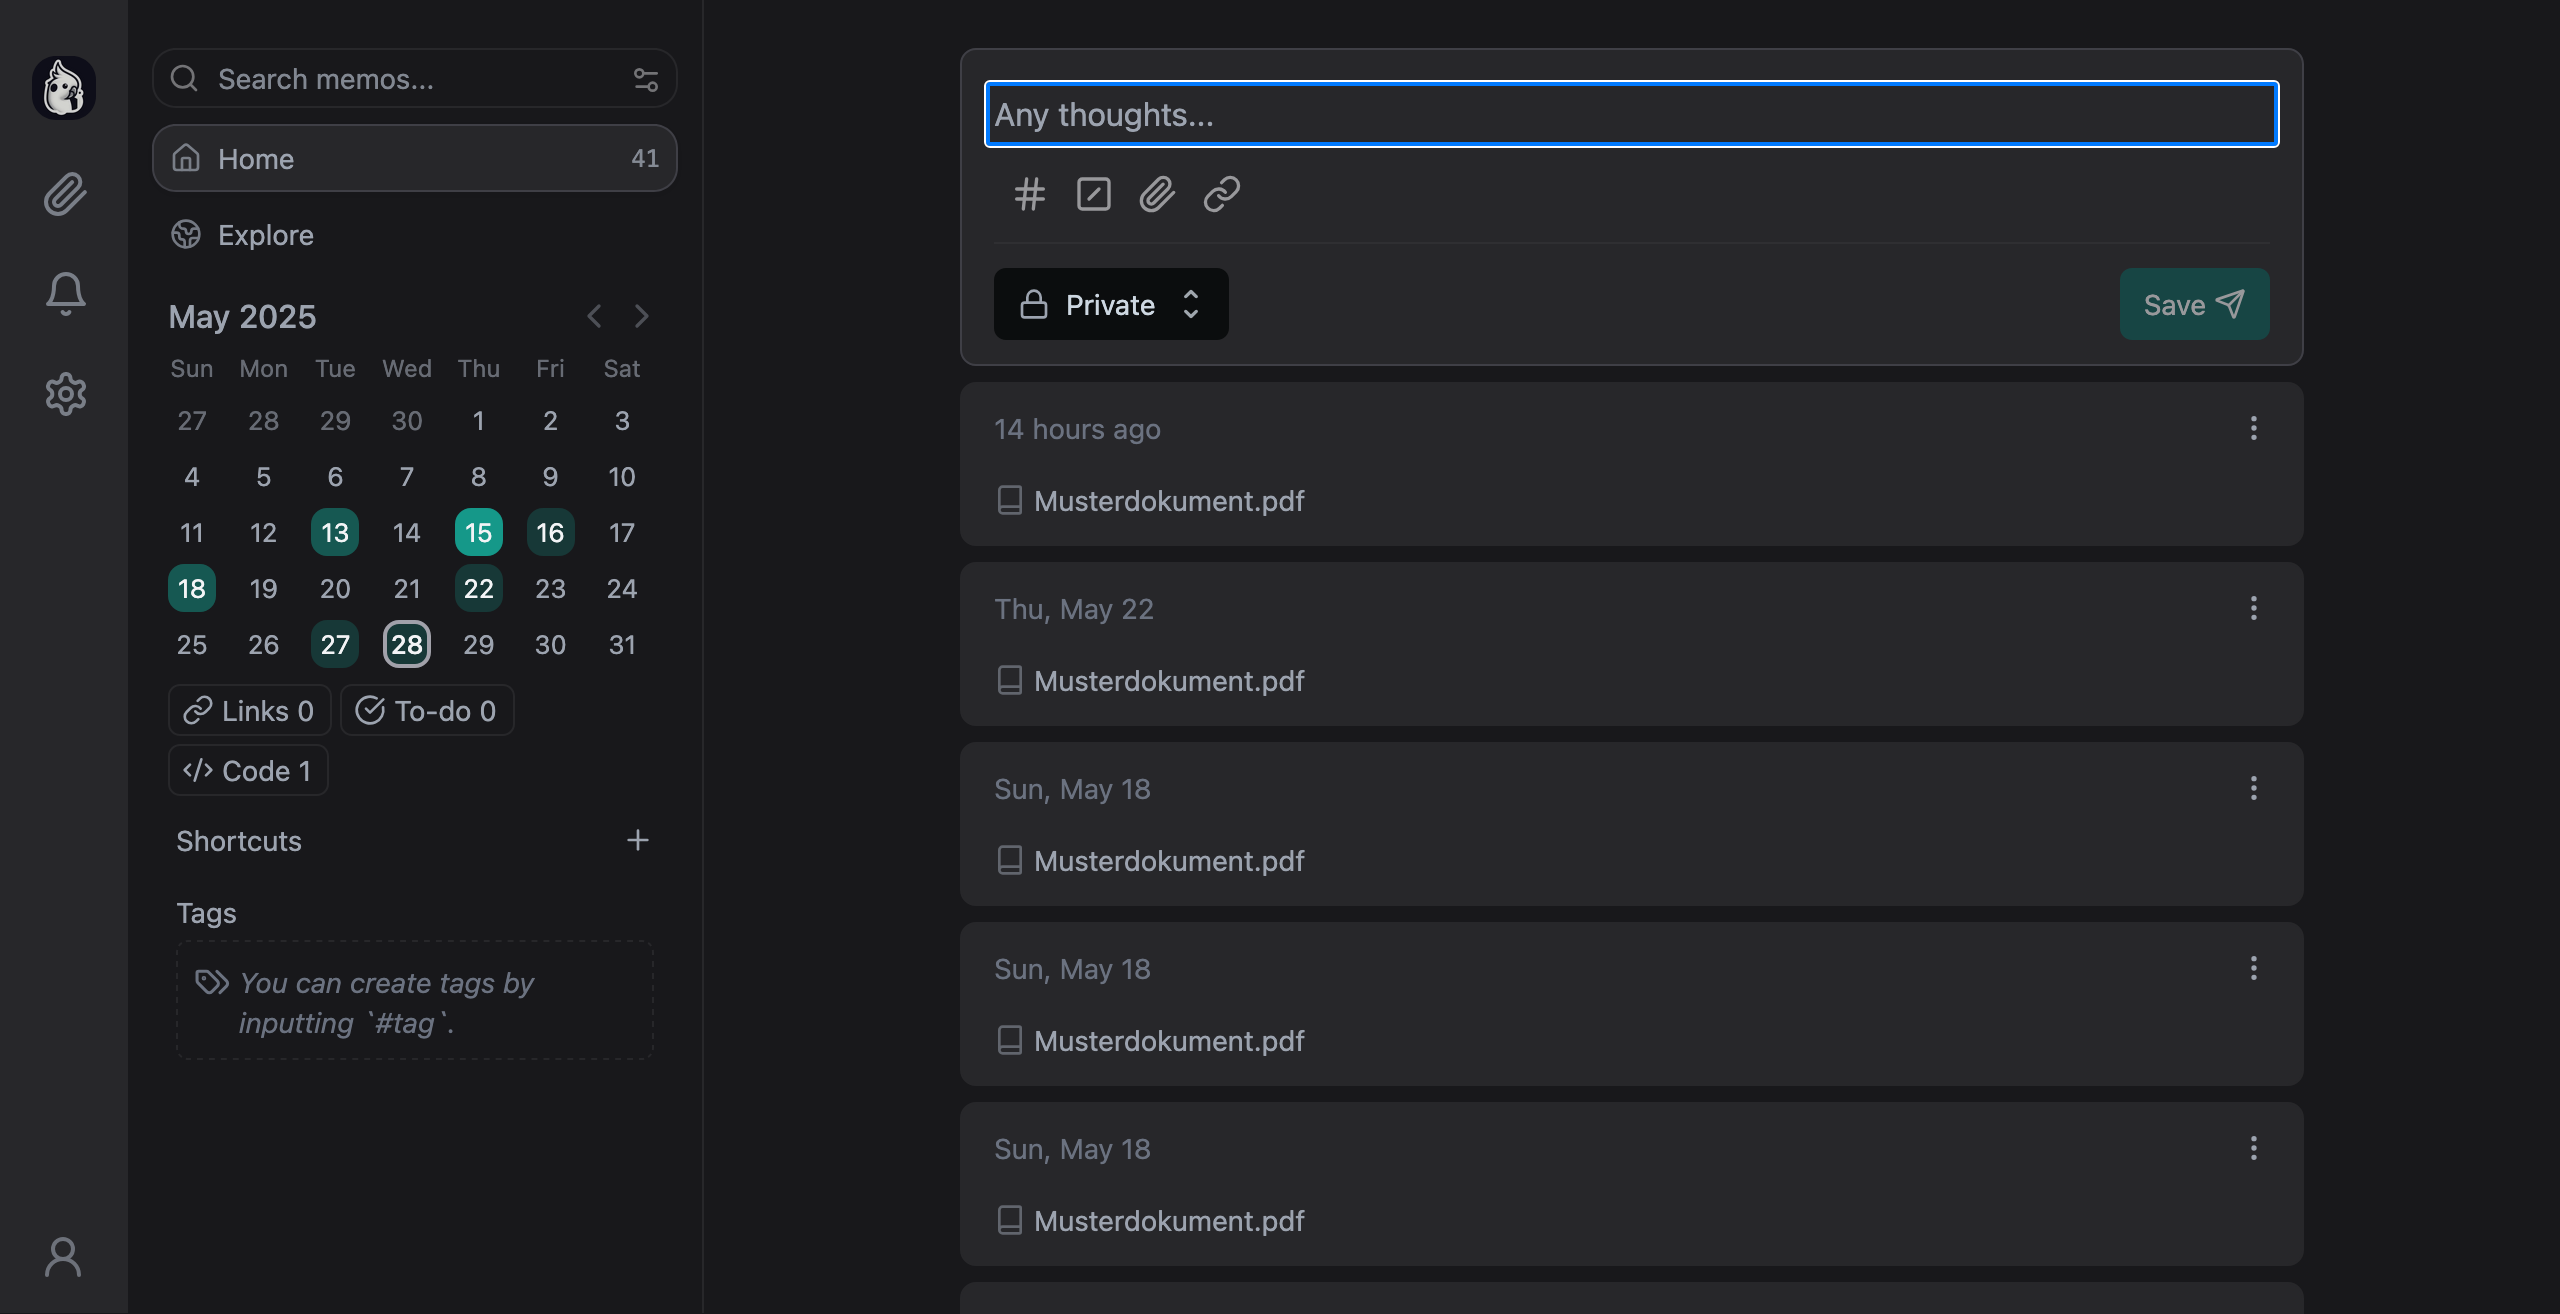 Search memos...
Home 41
Explore
May 2025
Sun Mon Tue Wed Thu Fri Sat
27 28 29 30 1 2 3
4 5 6 7 8 9 10
11 12 13 14 15 16 17
18 19 20 21 22 23 24
25 26 27 28 29 30 31
Links 0 To-do 0
Code 1
Shortcuts
Tags
You can create tags by
inputting `#tag`.
Any thoughts...
Private
Save
14 hours ago
Musterdokument.pdf
Thu, May 22
Musterdokument.pdf
Sun, May 18
Musterdokument.pdf
Sun, May 18
Musterdokument.pdf
Sun, May 18
Musterdokument.pdf